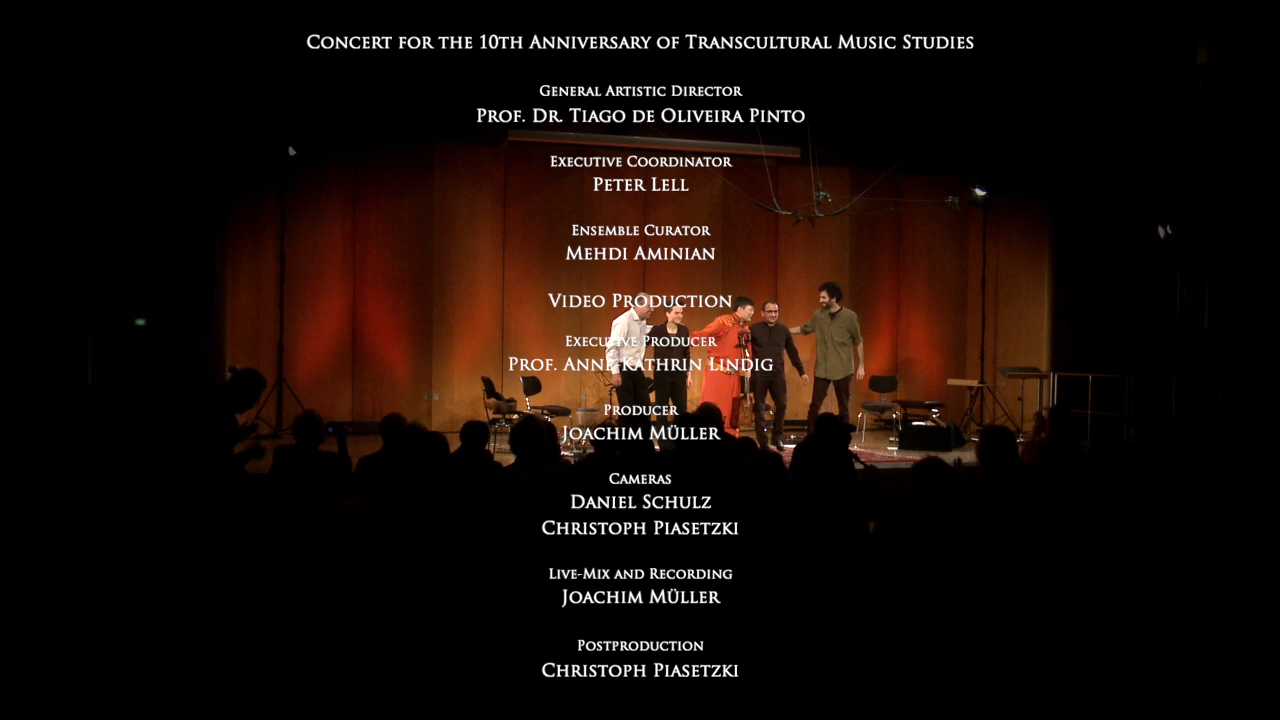 Concert for the 10th Anniversary of Transcultural Music Studies
General Artistic Director
Prof. Dr. Tiago de Oliveira Pinto
Executive Coordinator
Peter Lell
Ensemble Curator
Mehdi Aminian
Video Production
Executive Producer
Prof. Anne-Kathrin Lindig
Producer
Joachim Müller
Cameras
Daniel Schulz
Christoph Piasetzki
Live-Mix and Recording
Joachim Müller
Postproduction
Christoph Piasetzki